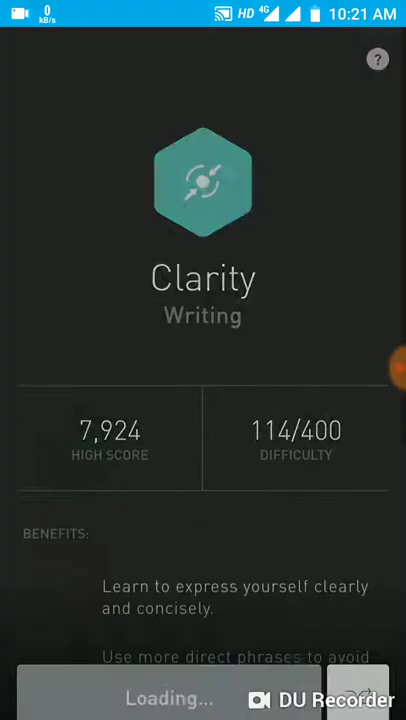 0
kB/s
HD 4G 10:21 AM
?
Clarity
Writing
7,924 114/400
HIGH SCORE DIFFICULTY
BENEFITS:
Learn to express yourself clearly
and concisely.
Use more direct phrases to avoid
Loading...
DU Recorder